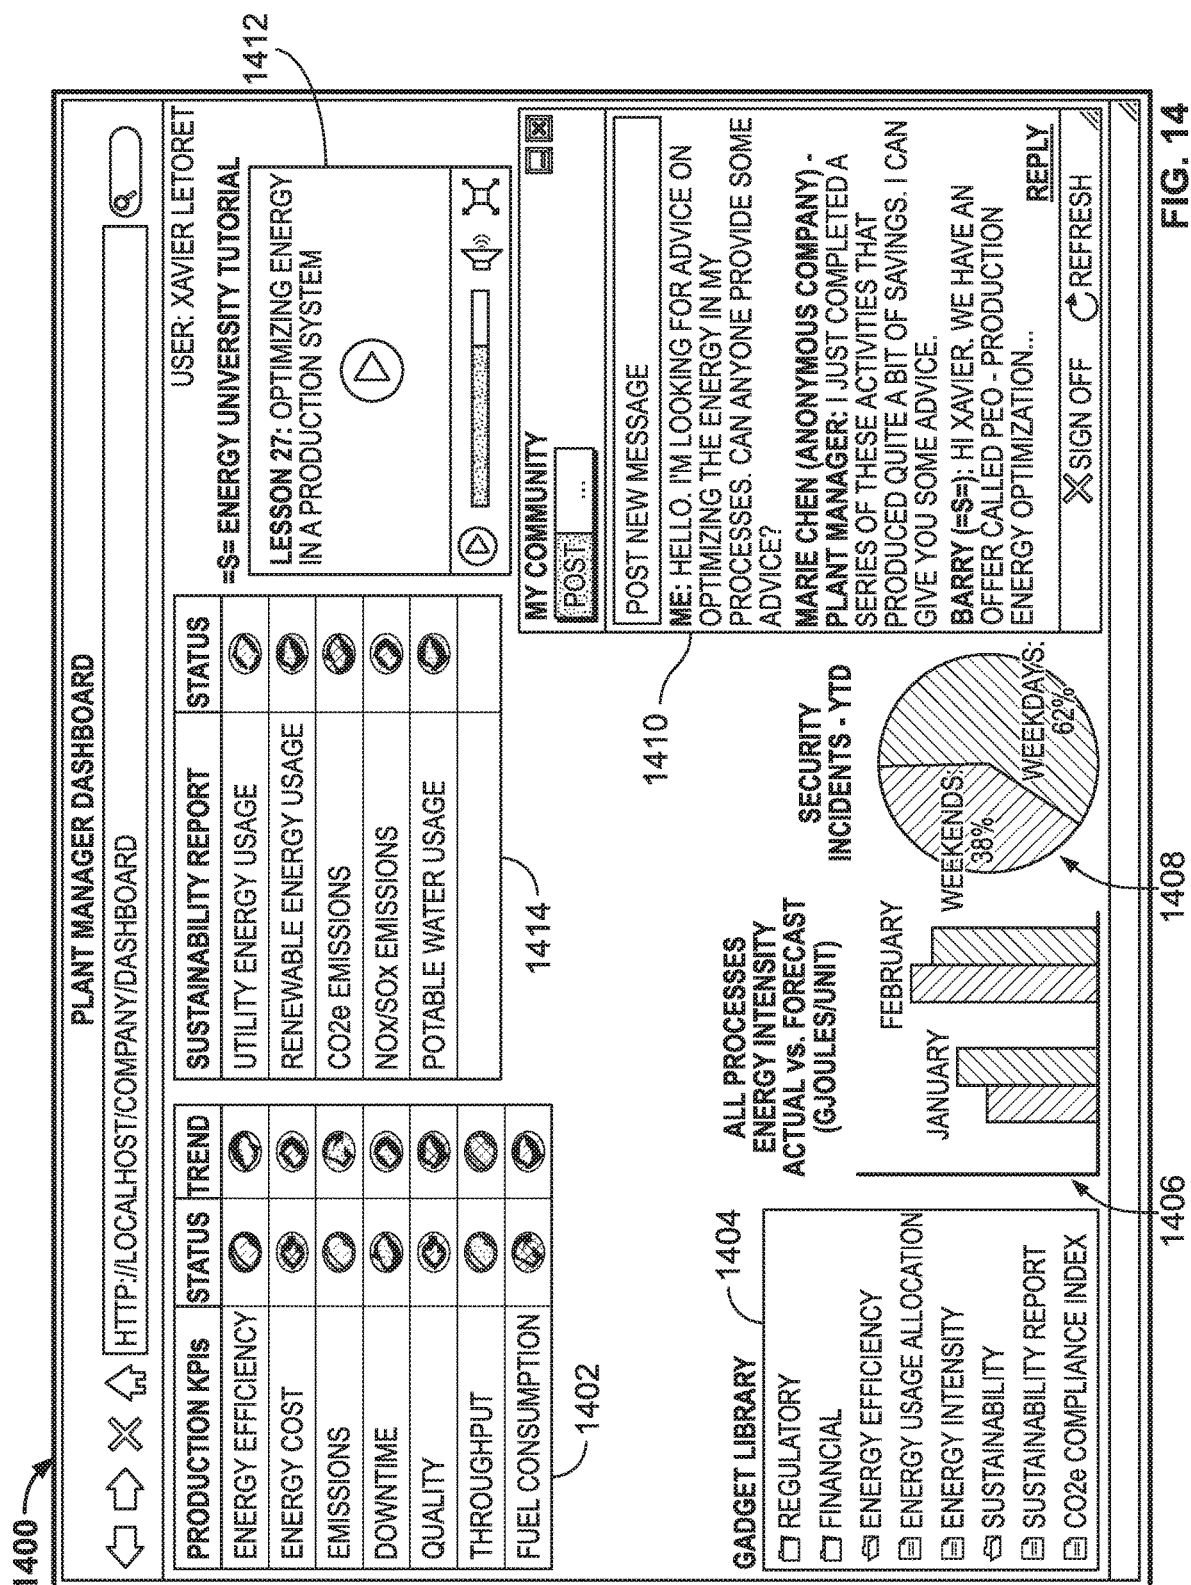 1400
PLANT MANAGER DASHBOARD
HTTP://LOCALHOST/COMPANY/DASHBOARD
USER: XAVIER LETORET
PRODUCTION KPIs STATUS TREND
ENERGY EFFICIENCY
ENERGY COST
EMISSIONS
DOWNTIME
QUALITY
THROUGHPUT
FUEL CONSUMPTION
1402
SUSTAINABILITY REPORT STATUS
UTILITY ENERGY USAGE
RENEWABLE ENERGY USAGE
CO2e EMISSIONS
NOx/SOx EMISSIONS
POTABLE WATER USAGE
1414
=S= ENERGY UNIVERSITY TUTORIAL
LESSON 27: OPTIMIZING ENERGY
IN A PRODUCTION SYSTEM
1412
GADGET LIBRARY
1404
REGULATORY
FINANCIAL
ENERGY EFFICIENCY
ENERGY USAGE ALLOCATION
ENERGY INTENSITY
SUSTAINABILITY
SUSTAINABILITY REPORT
CO2e COMPLIANCE INDEX
ALL PROCESSES
ENERGY INTENSITY
ACTUAL vs. FORECAST
(GJOULES/UNIT)
JANUARY
FEBRUARY
1406
SECURITY
INCIDENTS - YTD
WEEKENDS:
38%
WEEKDAYS:
62%
1408
1410
MY COMMUNITY
POST ...
POST NEW MESSAGE
ME: HELLO. I'M LOOKING FOR ADVICE ON
OPTIMIZING THE ENERGY IN MY
PROCESSES. CAN ANYONE PROVIDE SOME
ADVICE?
MARIE CHEN (ANONYMOUS COMPANY) -
PLANT MANAGER: I JUST COMPLETED A
SERIES OF THESE ACTIVITIES THAT
PRODUCED QUITE A BIT OF SAVINGS. I CAN
GIVE YOU SOME ADVICE.
BARRY (=S=): HI XAVIER. WE HAVE AN
OFFER CALLED PEO - PRODUCTION
ENERGY OPTIMIZATION...
REPLY
SIGN OFF REFRESH
FIG. 14